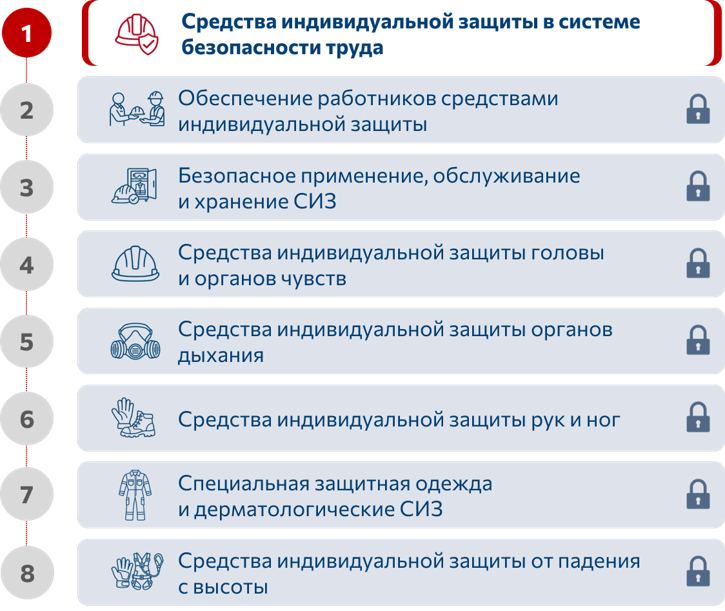 1
Средства индивидуальной защиты в системе
безопасности труда
2
Обеспечение работников средствами
индивидуальной защиты
3
Безопасное применение, обслуживание
и хранение СИЗ
4
Средства индивидуальной защиты головы
и органов чувств
5
Средства индивидуальной защиты органов
дыхания
6
Средства индивидуальной защиты рук и ног
7
Специальная защитная одежда
и дерматологические СИЗ
8
Средства индивидуальной защиты от падения
с высоты